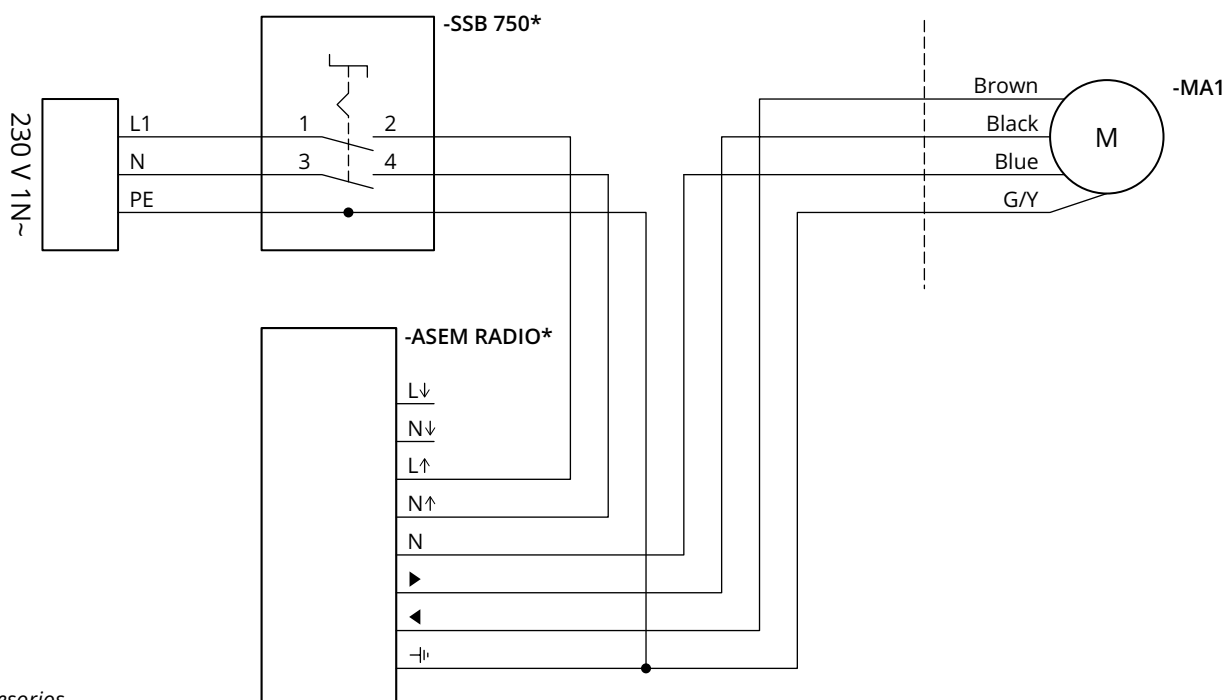 -SSB 750*
230 V 1N~
L1
1
2
N
3
4
PE
Brown
-MA1
Black
M
Blue
G/Y
-ASEM RADIO*
L↓
N↓
L↑
N↑
N